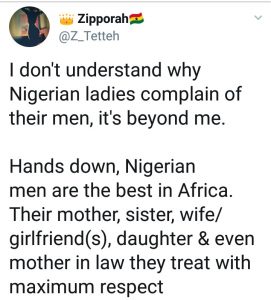 👑 Zipporah🇬🇭
@Z_Tetteh
I don't understand why
Nigerian ladies complain of
their men, it's beyond me.
Hands down, Nigerian
men are the best in Africa.
Their mother, sister, wife/
girlfriend(s), daughter & even
mother in law they treat with
maximum respect